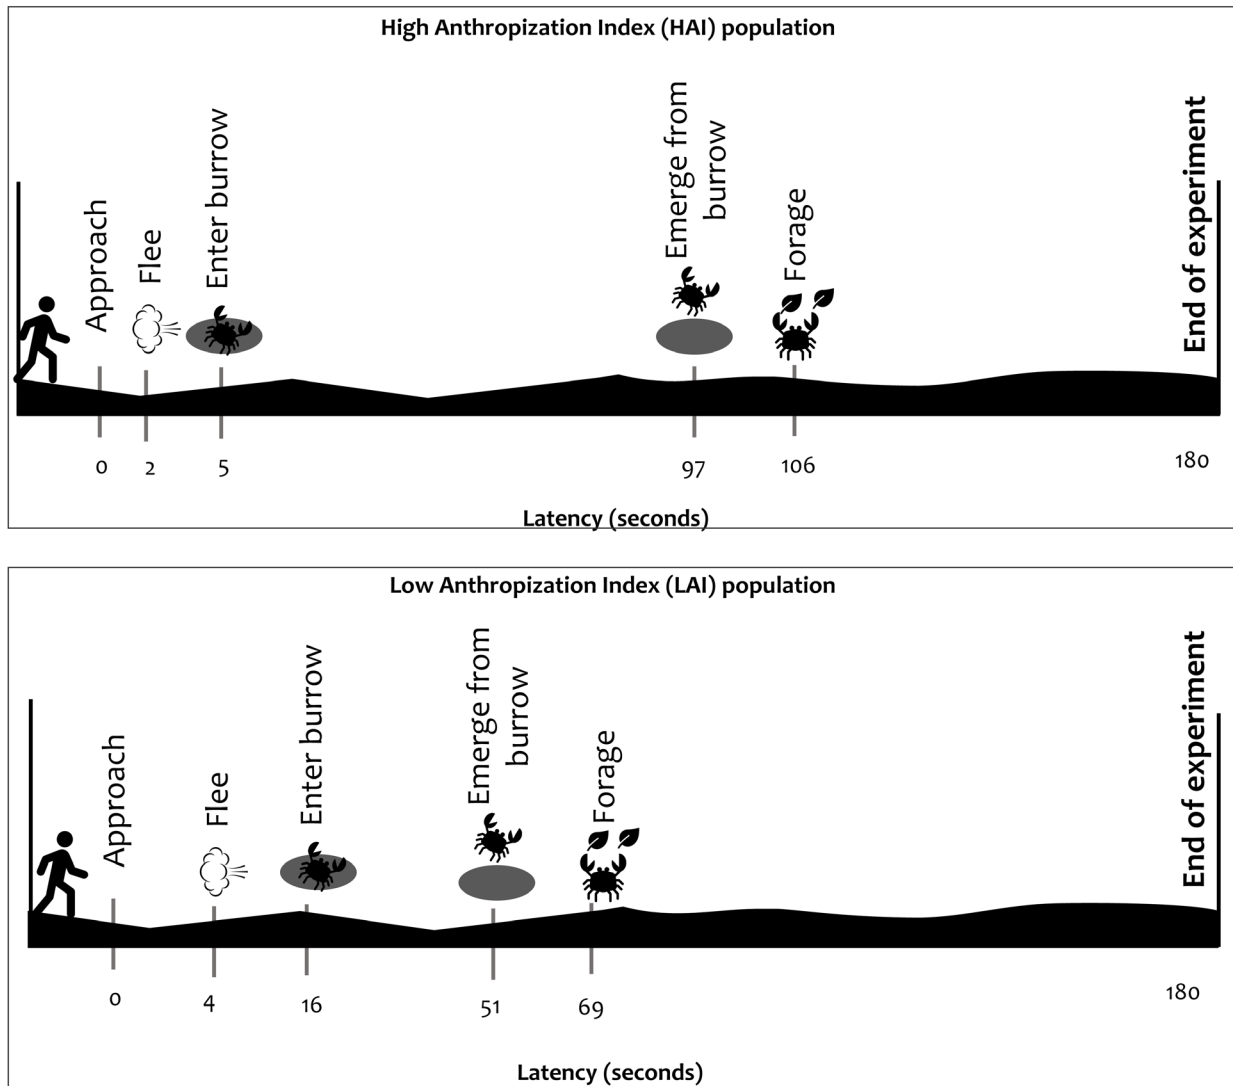 High Anthropization Index (HAI) population
Approach
Flee
Enter burrow
Emerge from
burrow
Forage
End of experiment
0
2
5
97
106
180
Latency (seconds)
Low Anthropization Index (LAI) population
Approach
Flee
Enter burrow
Emerge from
burrow
Forage
End of experiment
0
4
16
51
69
180
Latency (seconds)